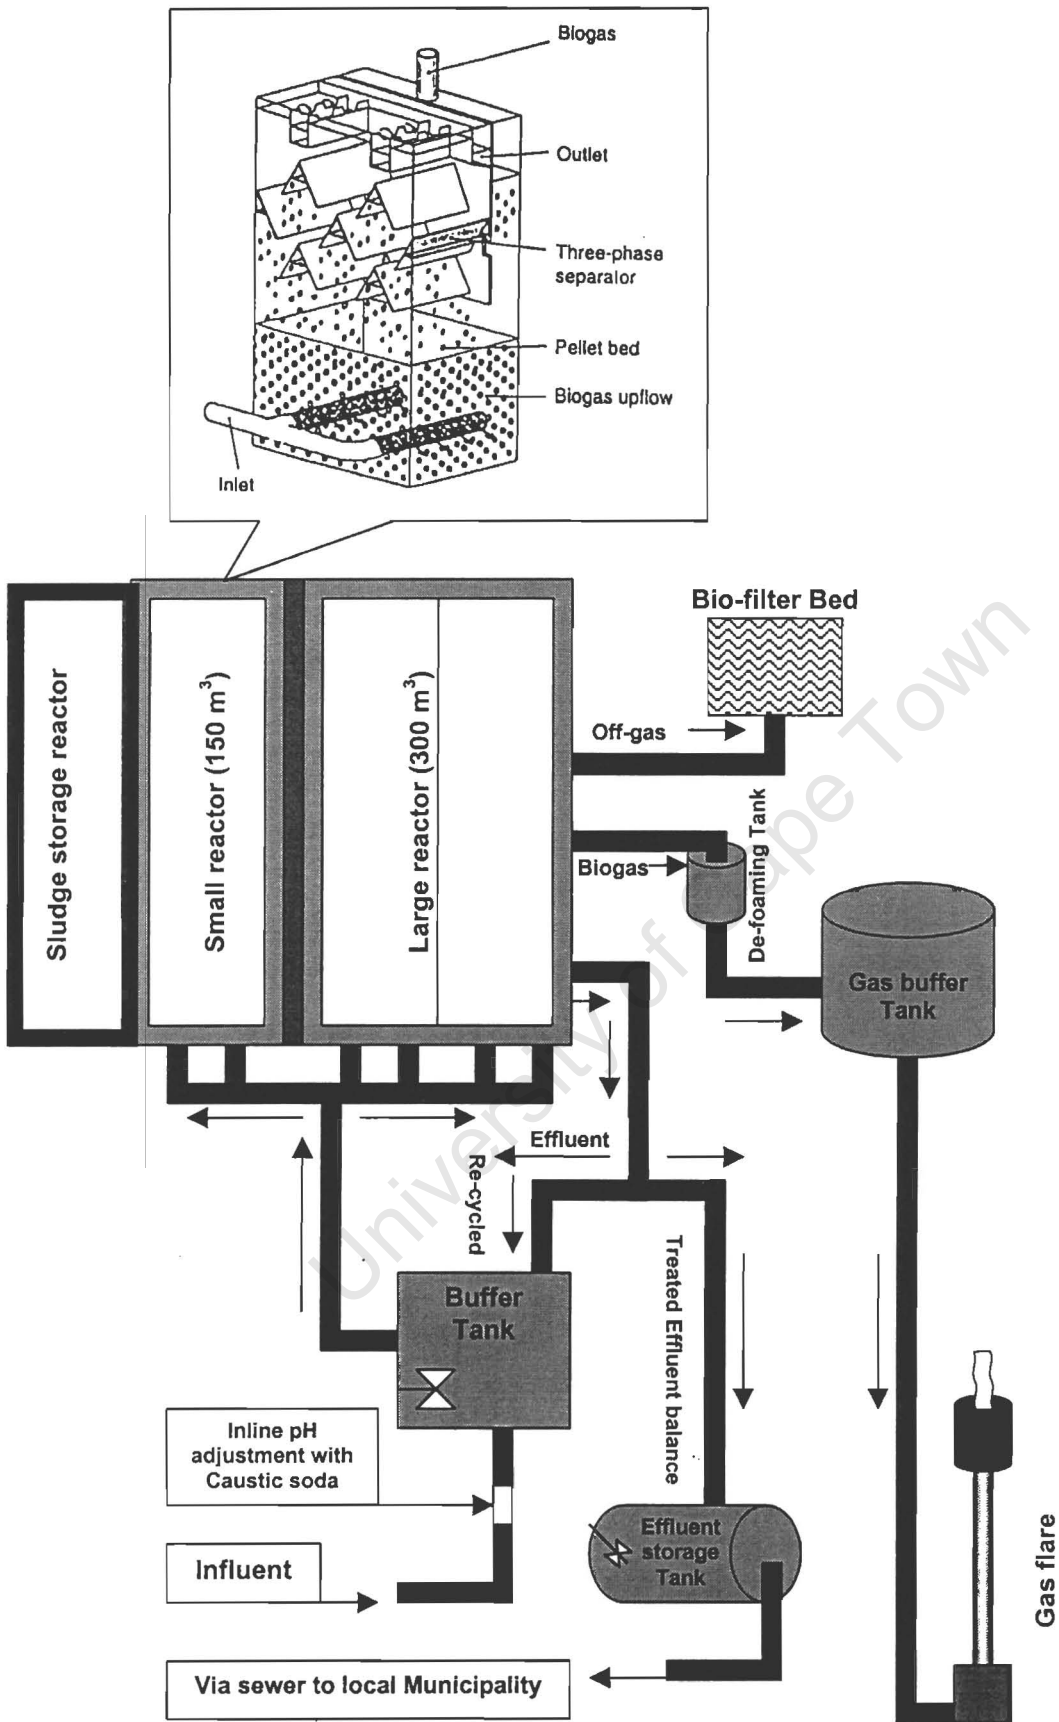 Biogas
Outlet
Three-phase
separator
Pellet bed
Biogas upflow
Inlet
Sludge storage reactor
Small reactor (150 m³)
Large reactor (300 m³)
Bio-filter Bed
Off-gas
Biogas
De-foaming Tank
Gas buffer
Tank
Effluent
Re-cycled
Buffer
Tank
Treated Effluent balance
Inline pH
adjustment with
Caustic soda
Influent
Effluent
storage
Tank
Via sewer to local Municipality
Gas flare
University of Cape Town